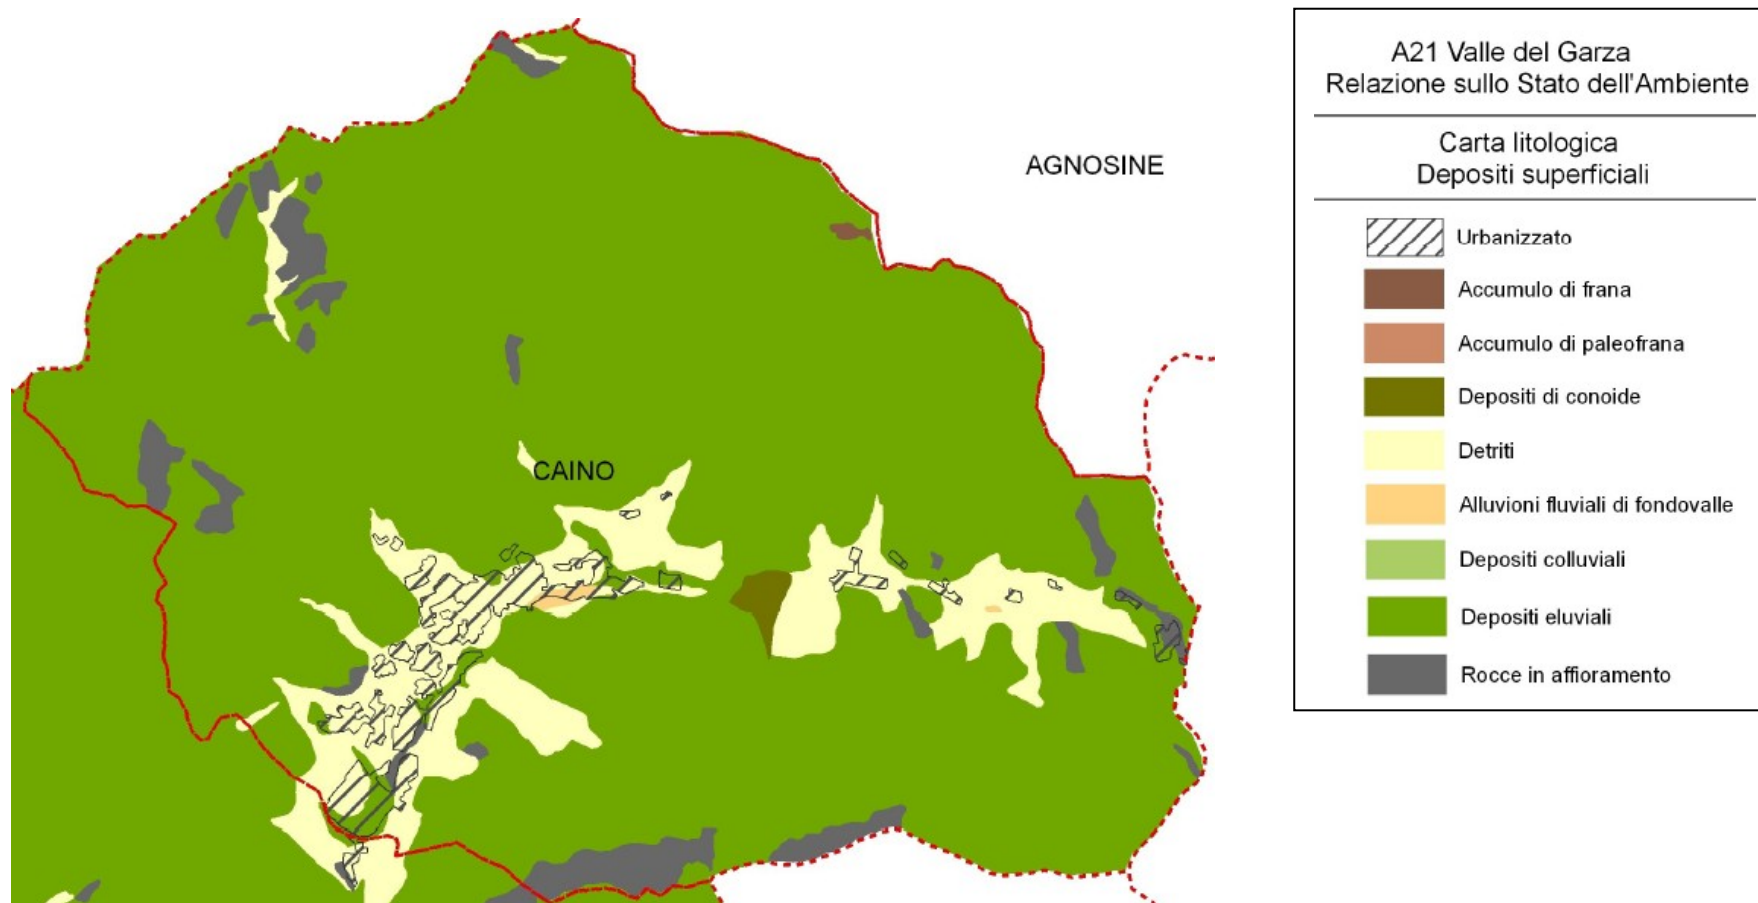 AGNOSINE
CAINO
A21 Valle del Garza
Relazione sullo Stato dell'Ambiente
Carta litologica
Depositi superficiali
Urbanizzato
Accumulo di frana
Accumulo di paleofrana
Depositi di conoide
Detriti
Alluvioni fluviali di fondovalle
Depositi colluviali
Depositi eluviali
Rocce in affioramento